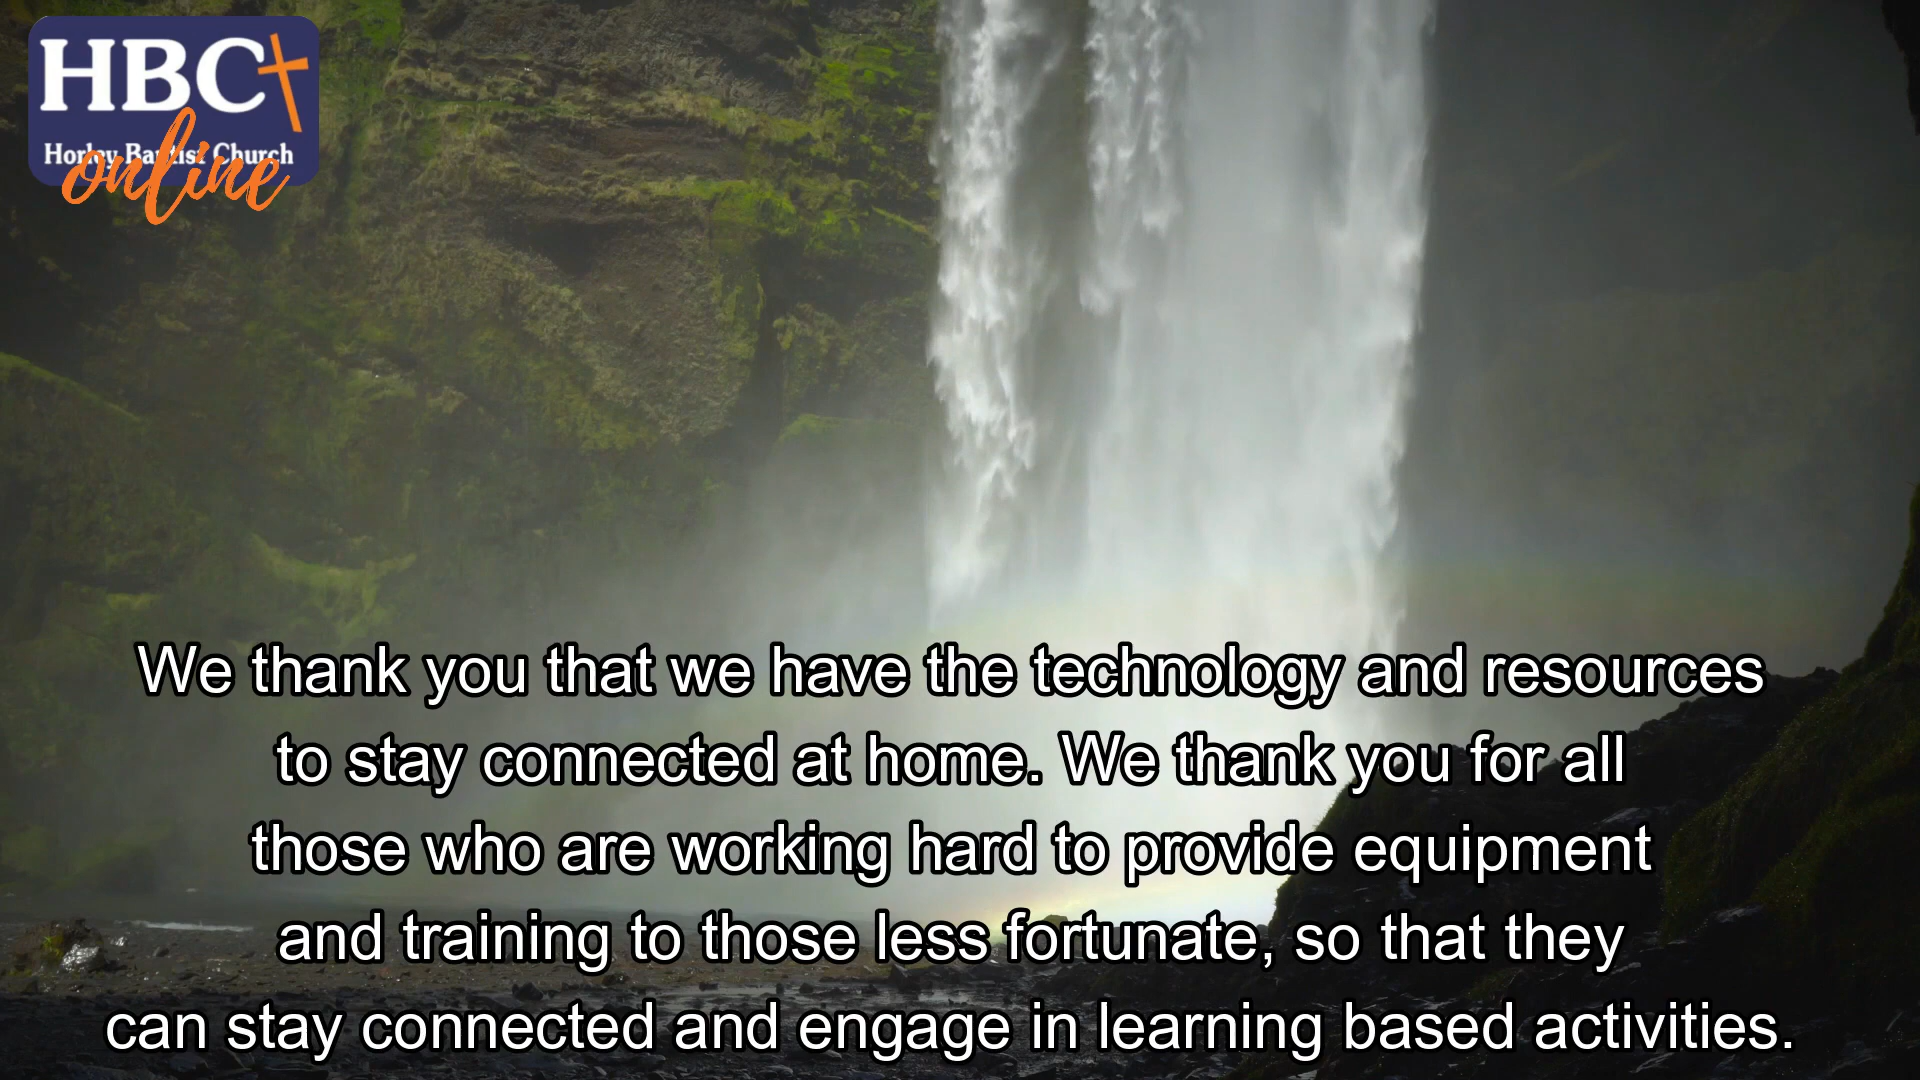 HBC
Horley Baptist Church
online
We thank you that we have the technology and resources
to stay connected at home. We thank you for all
those who are working hard to provide equipment
and training to those less fortunate, so that they
can stay connected and engage in learning based activities.